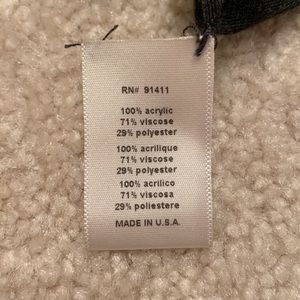 RN# 91411
100% acrylic
71% viscose
29% polyester
100% acrilique
71% viscose
29% polyester
100% acrilico
71% viscosa
29% poliestere
MADE IN U.S.A.